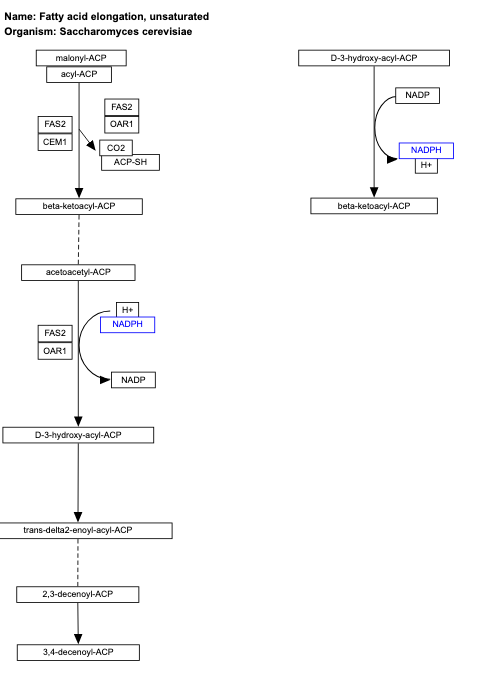 Name: Fatty acid elongation, unsaturated
Organism: Saccharomyces cerevisiae
malonyl-ACP
acyl-ACP
FAS2
OAR1
FAS2
CEM1
CO2
ACP-SH
beta-ketoacyl-ACP
acetoacetyl-ACP
H+
NADPH
FAS2
OAR1
NADP
D-3-hydroxy-acyl-ACP
trans-delta2-enoyl-acyl-ACP
2,3-decenoyl-ACP
3,4-decenoyl-ACP
D-3-hydroxy-acyl-ACP
NADP
NADPH
H+
beta-ketoacyl-ACP